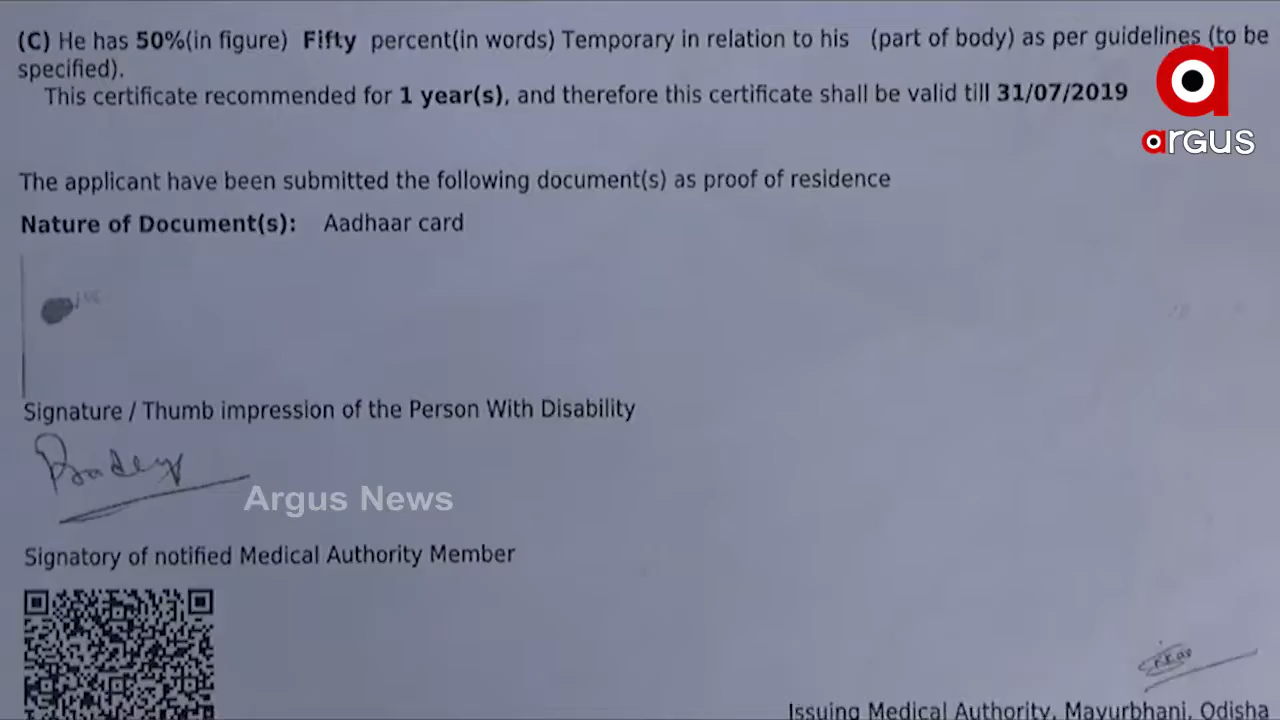 (C) He has 50%(in figure) Fifty percent(in words) Temporary in relation to his (part of body) as per guidelines (to be
specified).
This certificate recommended for 1 year(s), and therefore this certificate shall be valid till 31/07/2019
argus
The applicant have been submitted the following document(s) as proof of residence
Nature of Document(s): Aadhaar card
Signature / Thumb impression of the Person With Disability
Argus News
Signatory of notified Medical Authority Member
Issuing Medical Authority, Mayurbhanj, Odisha